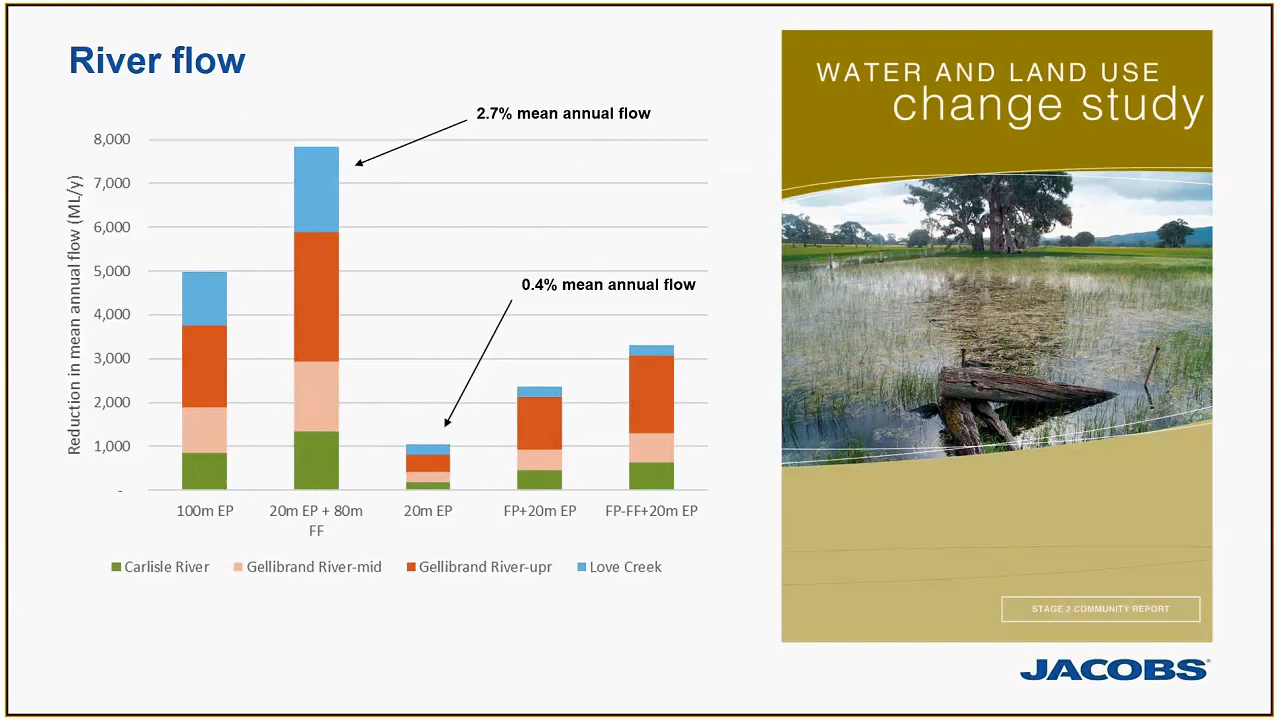 River flow
2.7% mean annual flow
0.4% mean annual flow
Reduction in mean annual flow (ML/y)
8,000
7,000
6,000
5,000
4,000
3,000
2,000
1,000
-
100m EP
20m EP + 80m
FF
20m EP
FP+20m EP
FP-FF+20m EP
Carlisle River
Gellibrand River-mid
Gellibrand River-upr
Love Creek
WATER AND LAND USE
change study
STAGE 2 COMMUNITY REPORT
JACOBS